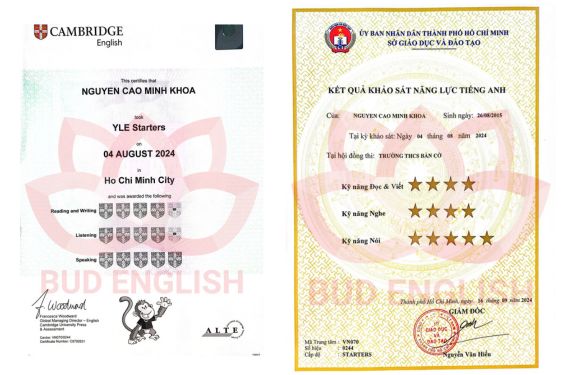 CAMBRIDGE
English
This certifies that
NGUYEN CAO MINH KHOA
took
YLE Starters
on
04 AUGUST 2024
in
Ho Chi Minh City
and was awarded the following
Reading and Writing
Listening
Speaking
BUD ENGLISH
J. Woodward
Francesca Woodward
Global Managing Director - English
Cambridge University Press
& Assessment
ALTE
ỦY BAN NHÂN DÂN THÀNH PHỐ HỒ CHÍ MINH
SỞ GIÁO DỤC VÀ ĐÀO TẠO
KẾT QUẢ KHẢO SÁT NĂNG LỰC TIẾNG ANH
Của: NGUYEN CAO MINH KHOA Sinh ngày: 26/08/2015
Tại kỳ khảo sát: Ngày 04 tháng 08 năm 2024
Tại hội đồng thi: TRƯỜNG THCS BÀN CỜ
Kỹ năng Đọc & Viết
Kỹ năng Nghe
Kỹ năng Nói
BUD ENGLISH
Thành phố Hồ Chí Minh, ngày 16 tháng 09 năm 2024
GIÁM ĐỐC
SỞ
GIÁO DỤC
VÀ
ĐÀO TẠO
Mã Trung tâm : VN070
Số hiệu : 0244
Cấp độ : STARTERS
Nguyễn Văn Hiếu